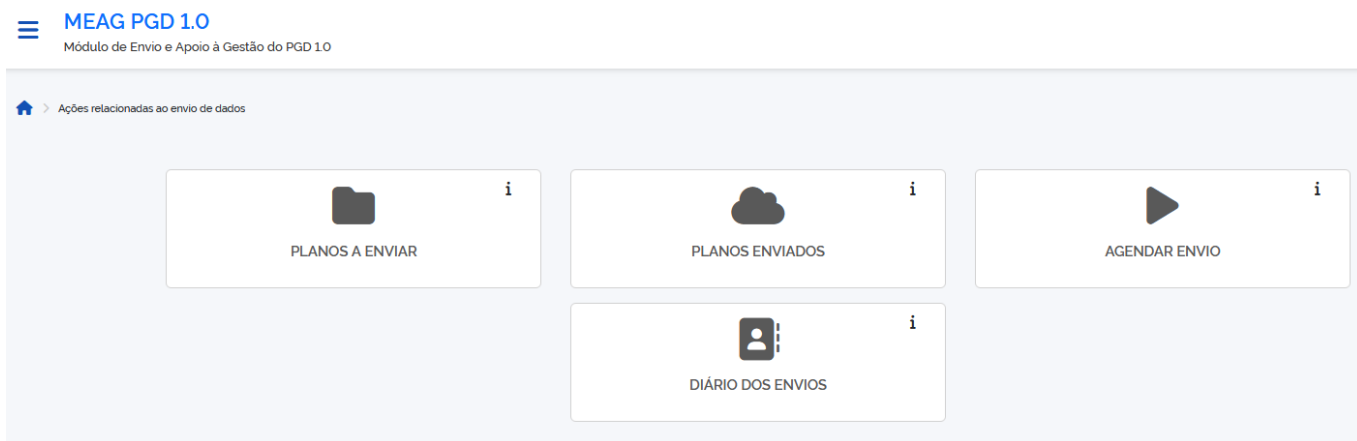 MEAG PGD 1.0
Módulo de Envio e Apoio à Gestão do PGD 1.0
Ações relacionadas ao envio de dados
i
PLANOS A ENVIAR
i
PLANOS ENVIADOS
i
AGENDAR ENVIO
i
DIÁRIO DOS ENVIOS